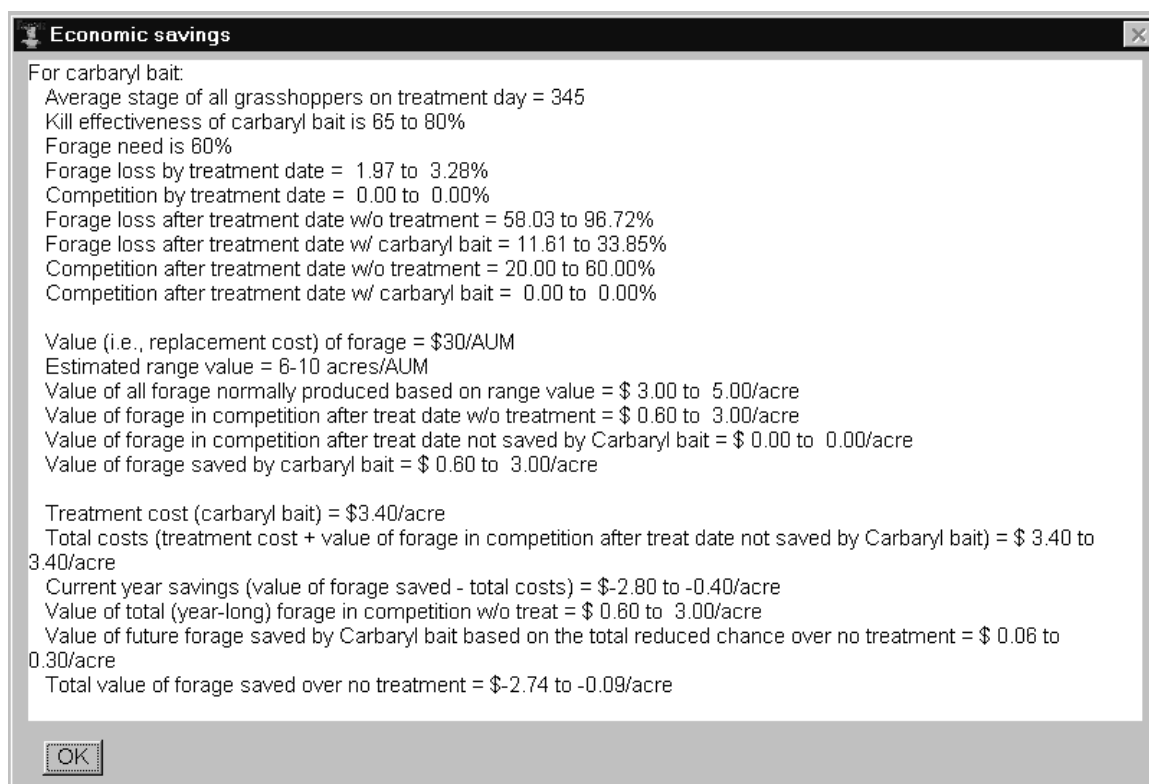 Economic savings
For carbaryl bait:
Average stage of all grasshoppers on treatment day = 345
Kill effectiveness of carbaryl bait is 65 to 80%
Forage need is 60%
Forage loss by treatment date =  1.97 to  3.28%
Competition by treatment date =  0.00 to  0.00%
Forage loss after treatment date w/o treatment = 58.03 to 96.72%
Forage loss after treatment date w/ carbaryl bait = 11.61 to 33.85%
Competition after treatment date w/o treatment = 20.00 to 60.00%
Competition after treatment date w/ carbaryl bait =  0.00 to  0.00%
Value (i.e., replacement cost) of forage = $30/AUM
Estimated range value = 6-10 acres/AUM
Value of all forage normally produced based on range value = $ 3.00 to  5.00/acre
Value of forage in competition after treat date w/o treatment = $ 0.60 to  3.00/acre
Value of forage in competition after treat date not saved by Carbaryl bait = $ 0.00 to  0.00/acre
Value of forage saved by carbaryl bait = $ 0.60 to  3.00/acre
Treatment cost (carbaryl bait) = $3.40/acre
Total costs (treatment cost + value of forage in competition after treat date not saved by Carbaryl bait) = $ 3.40 to
3.40/acre
Current year savings (value of forage saved - total costs) = $-2.80 to -0.40/acre
Value of total (year-long) forage in competition w/o treat = $ 0.60 to  3.00/acre
Value of future forage saved by Carbaryl bait based on the total reduced chance over no treatment = $ 0.06 to
0.30/acre
Total value of forage saved over no treatment = $-2.74 to -0.09/acre
OK